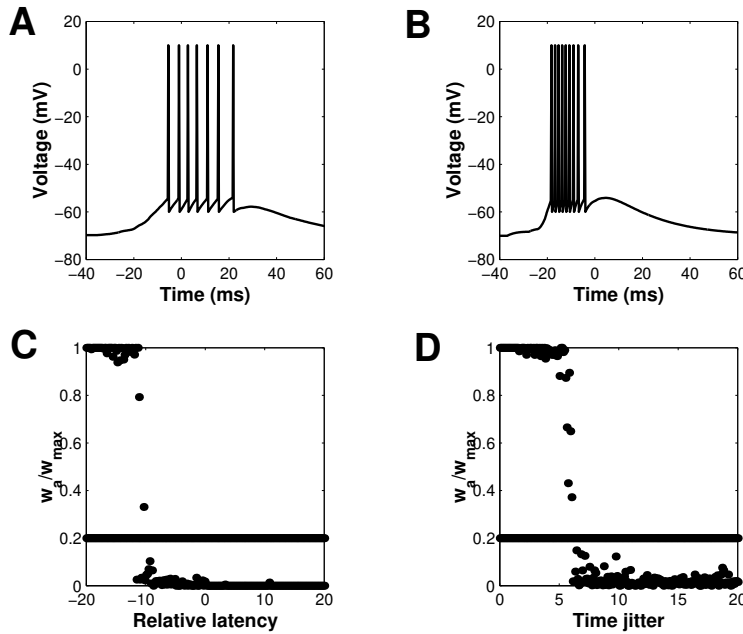 A
B
20
0
−20
−40
−60
−80
Voltage (mV)
−40 −20 0 20 40 60
Time (ms)
20
0
−20
−40
−60
−80
Voltage (mV)
−40 −20 0 20 40 60
Time (ms)
C
D
1
0.8
0.6
0.4
0.2
0
w_a/w_max
−20 −10 0 10 20
Relative latency
1
0.8
0.6
0.4
0.2
0
w_a/w_max
0 5 10 15 20
Time jitter